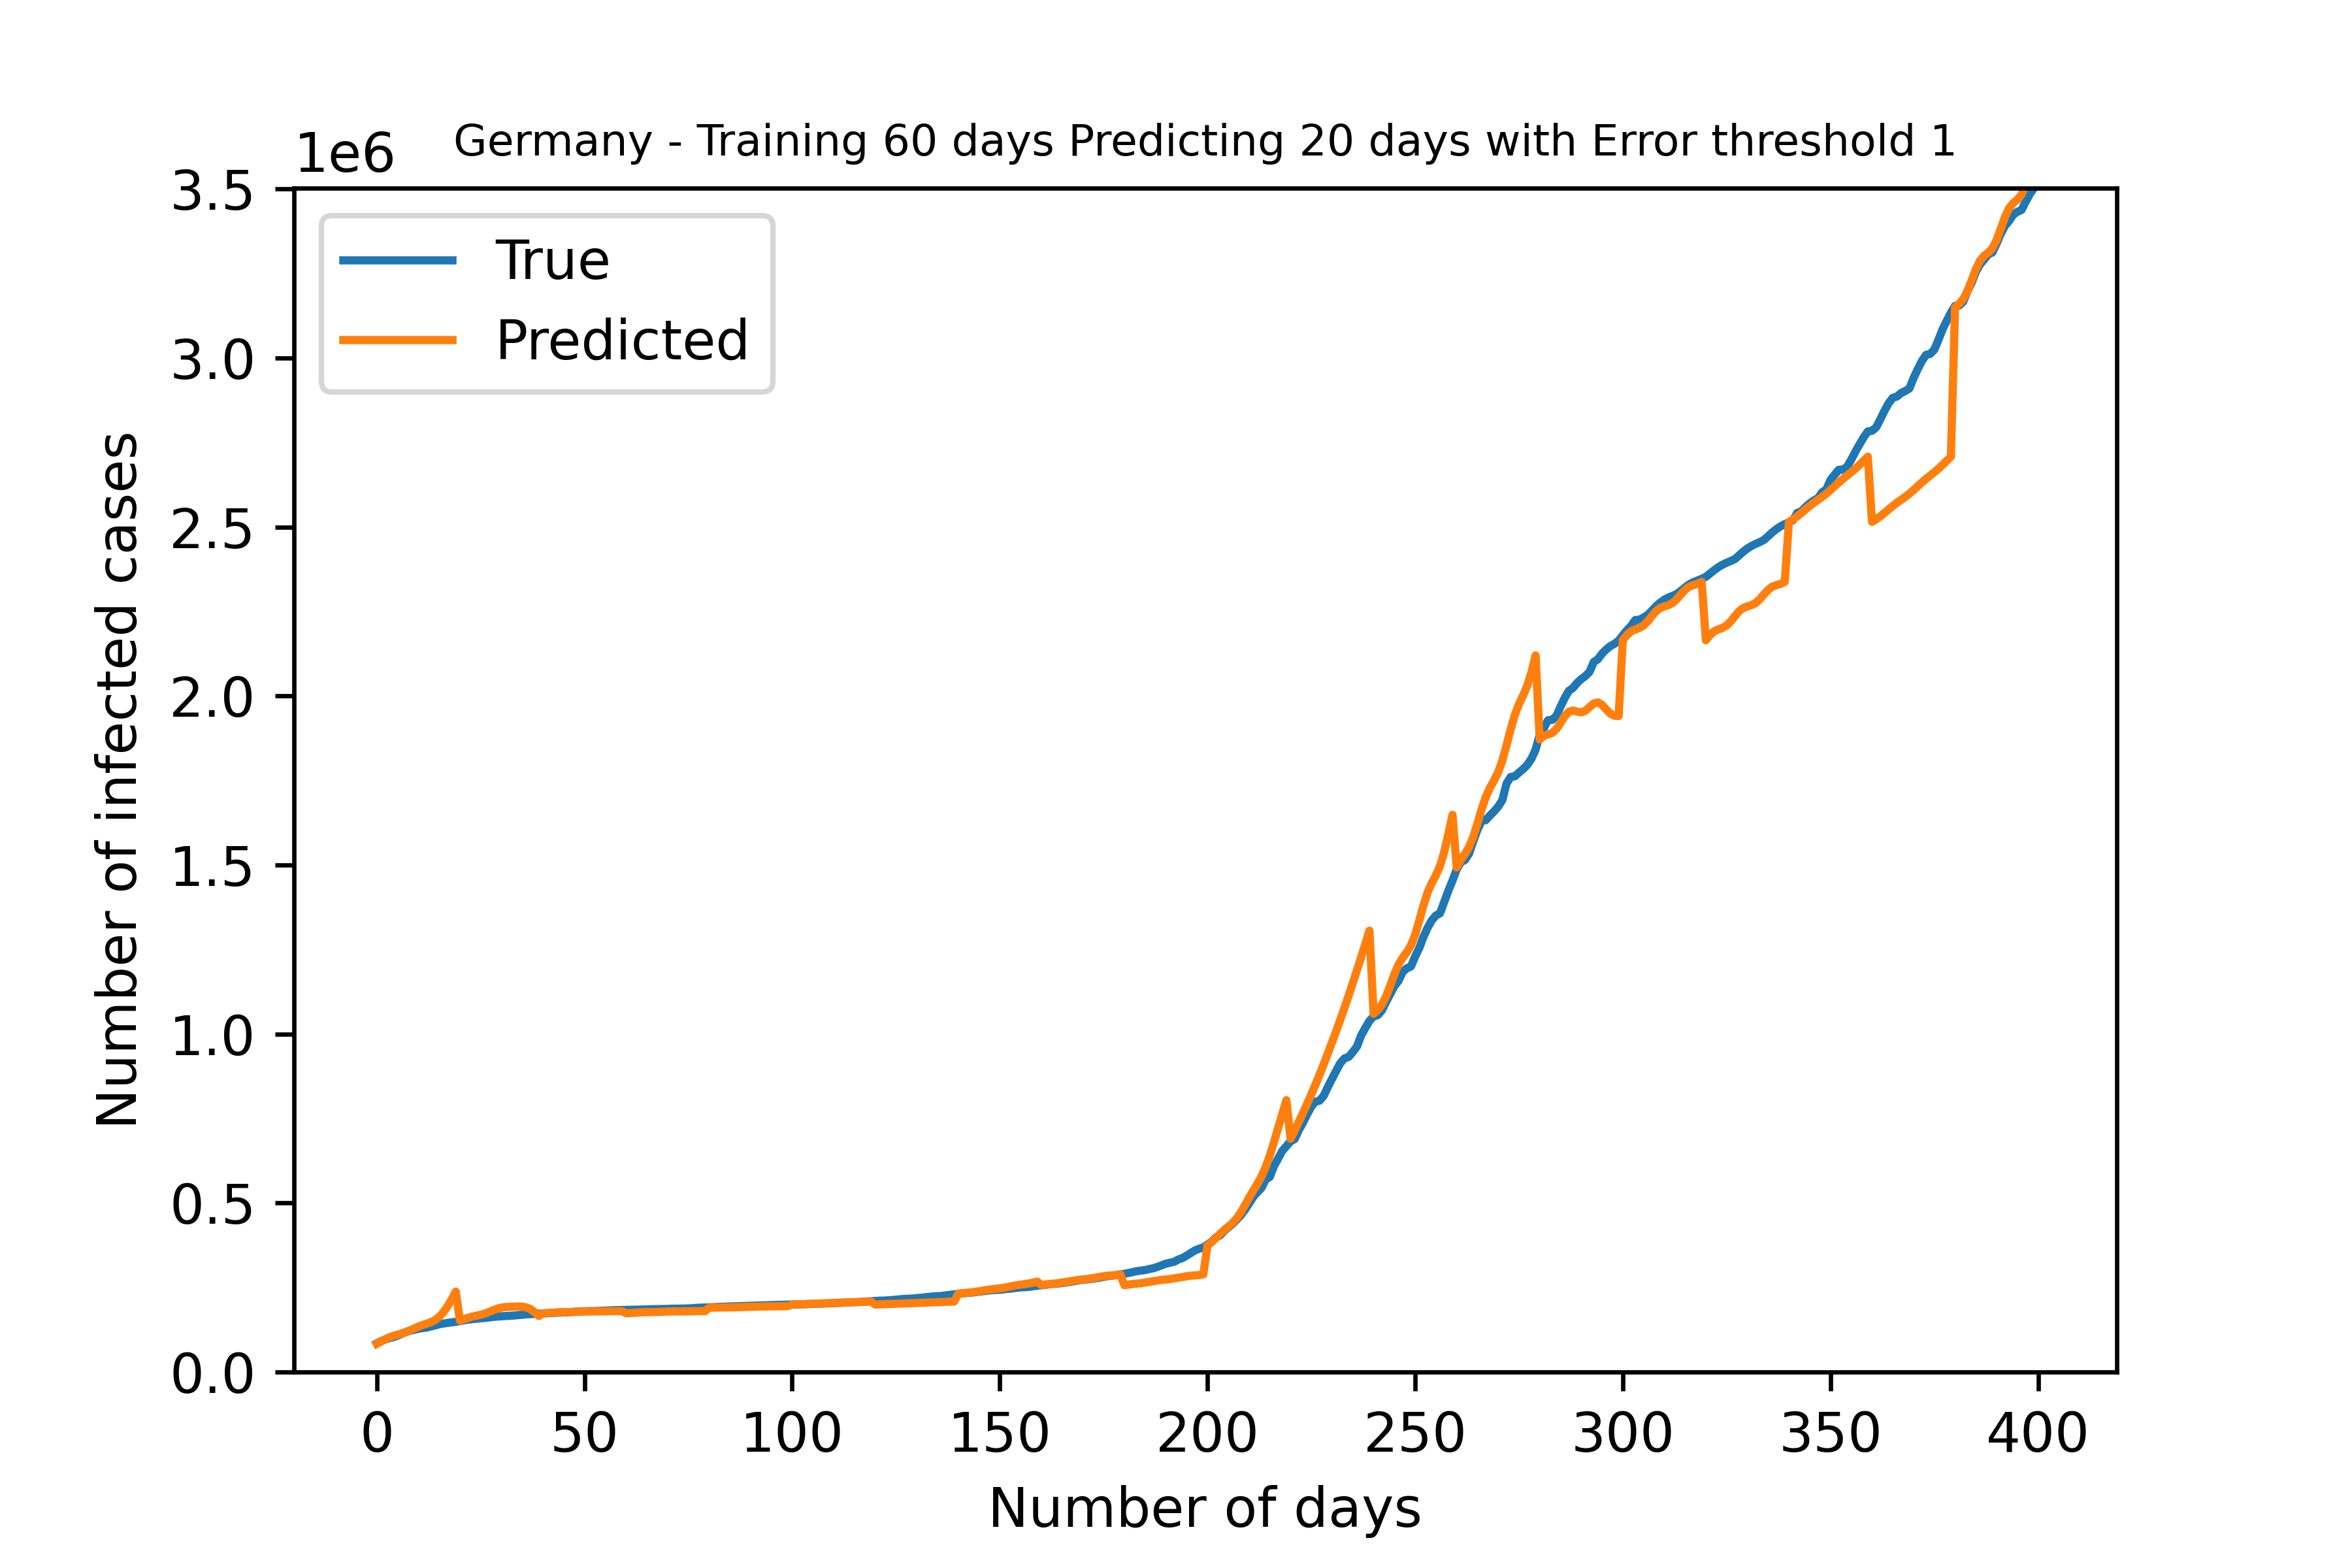 Germany - Training 60 days Predicting 20 days with Error threshold 1
1e6
True
Predicted
3.5
3.0
2.5
2.0
1.5
1.0
0.5
0.0
Number of infected cases
0 50 100 150 200 250 300 350 400
Number of days